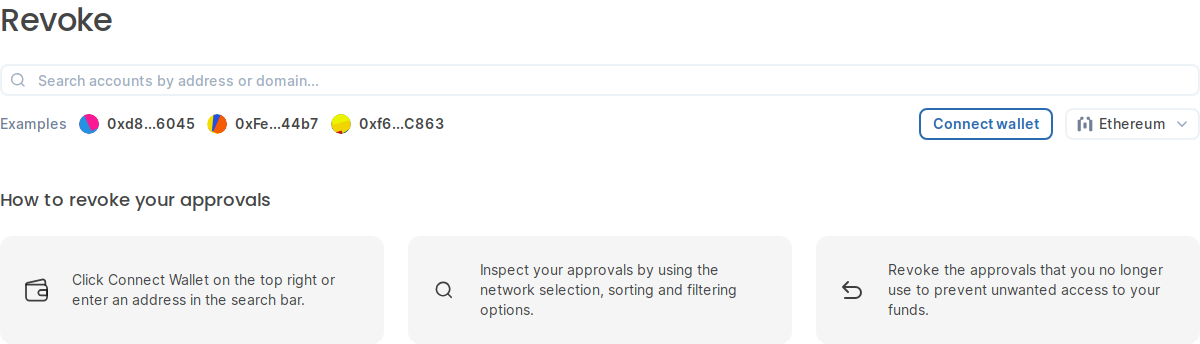 Revoke
Search accounts by address or domain...
Examples 0xd8...6045 0xFe...44b7 0xf6...C863 Connect wallet Ethereum
How to revoke your approvals
Click Connect Wallet on the top right or
enter an address in the search bar.
Inspect your approvals by using the
network selection, sorting and filtering
options.
Revoke the approvals that you no longer
use to prevent unwanted access to your
funds.